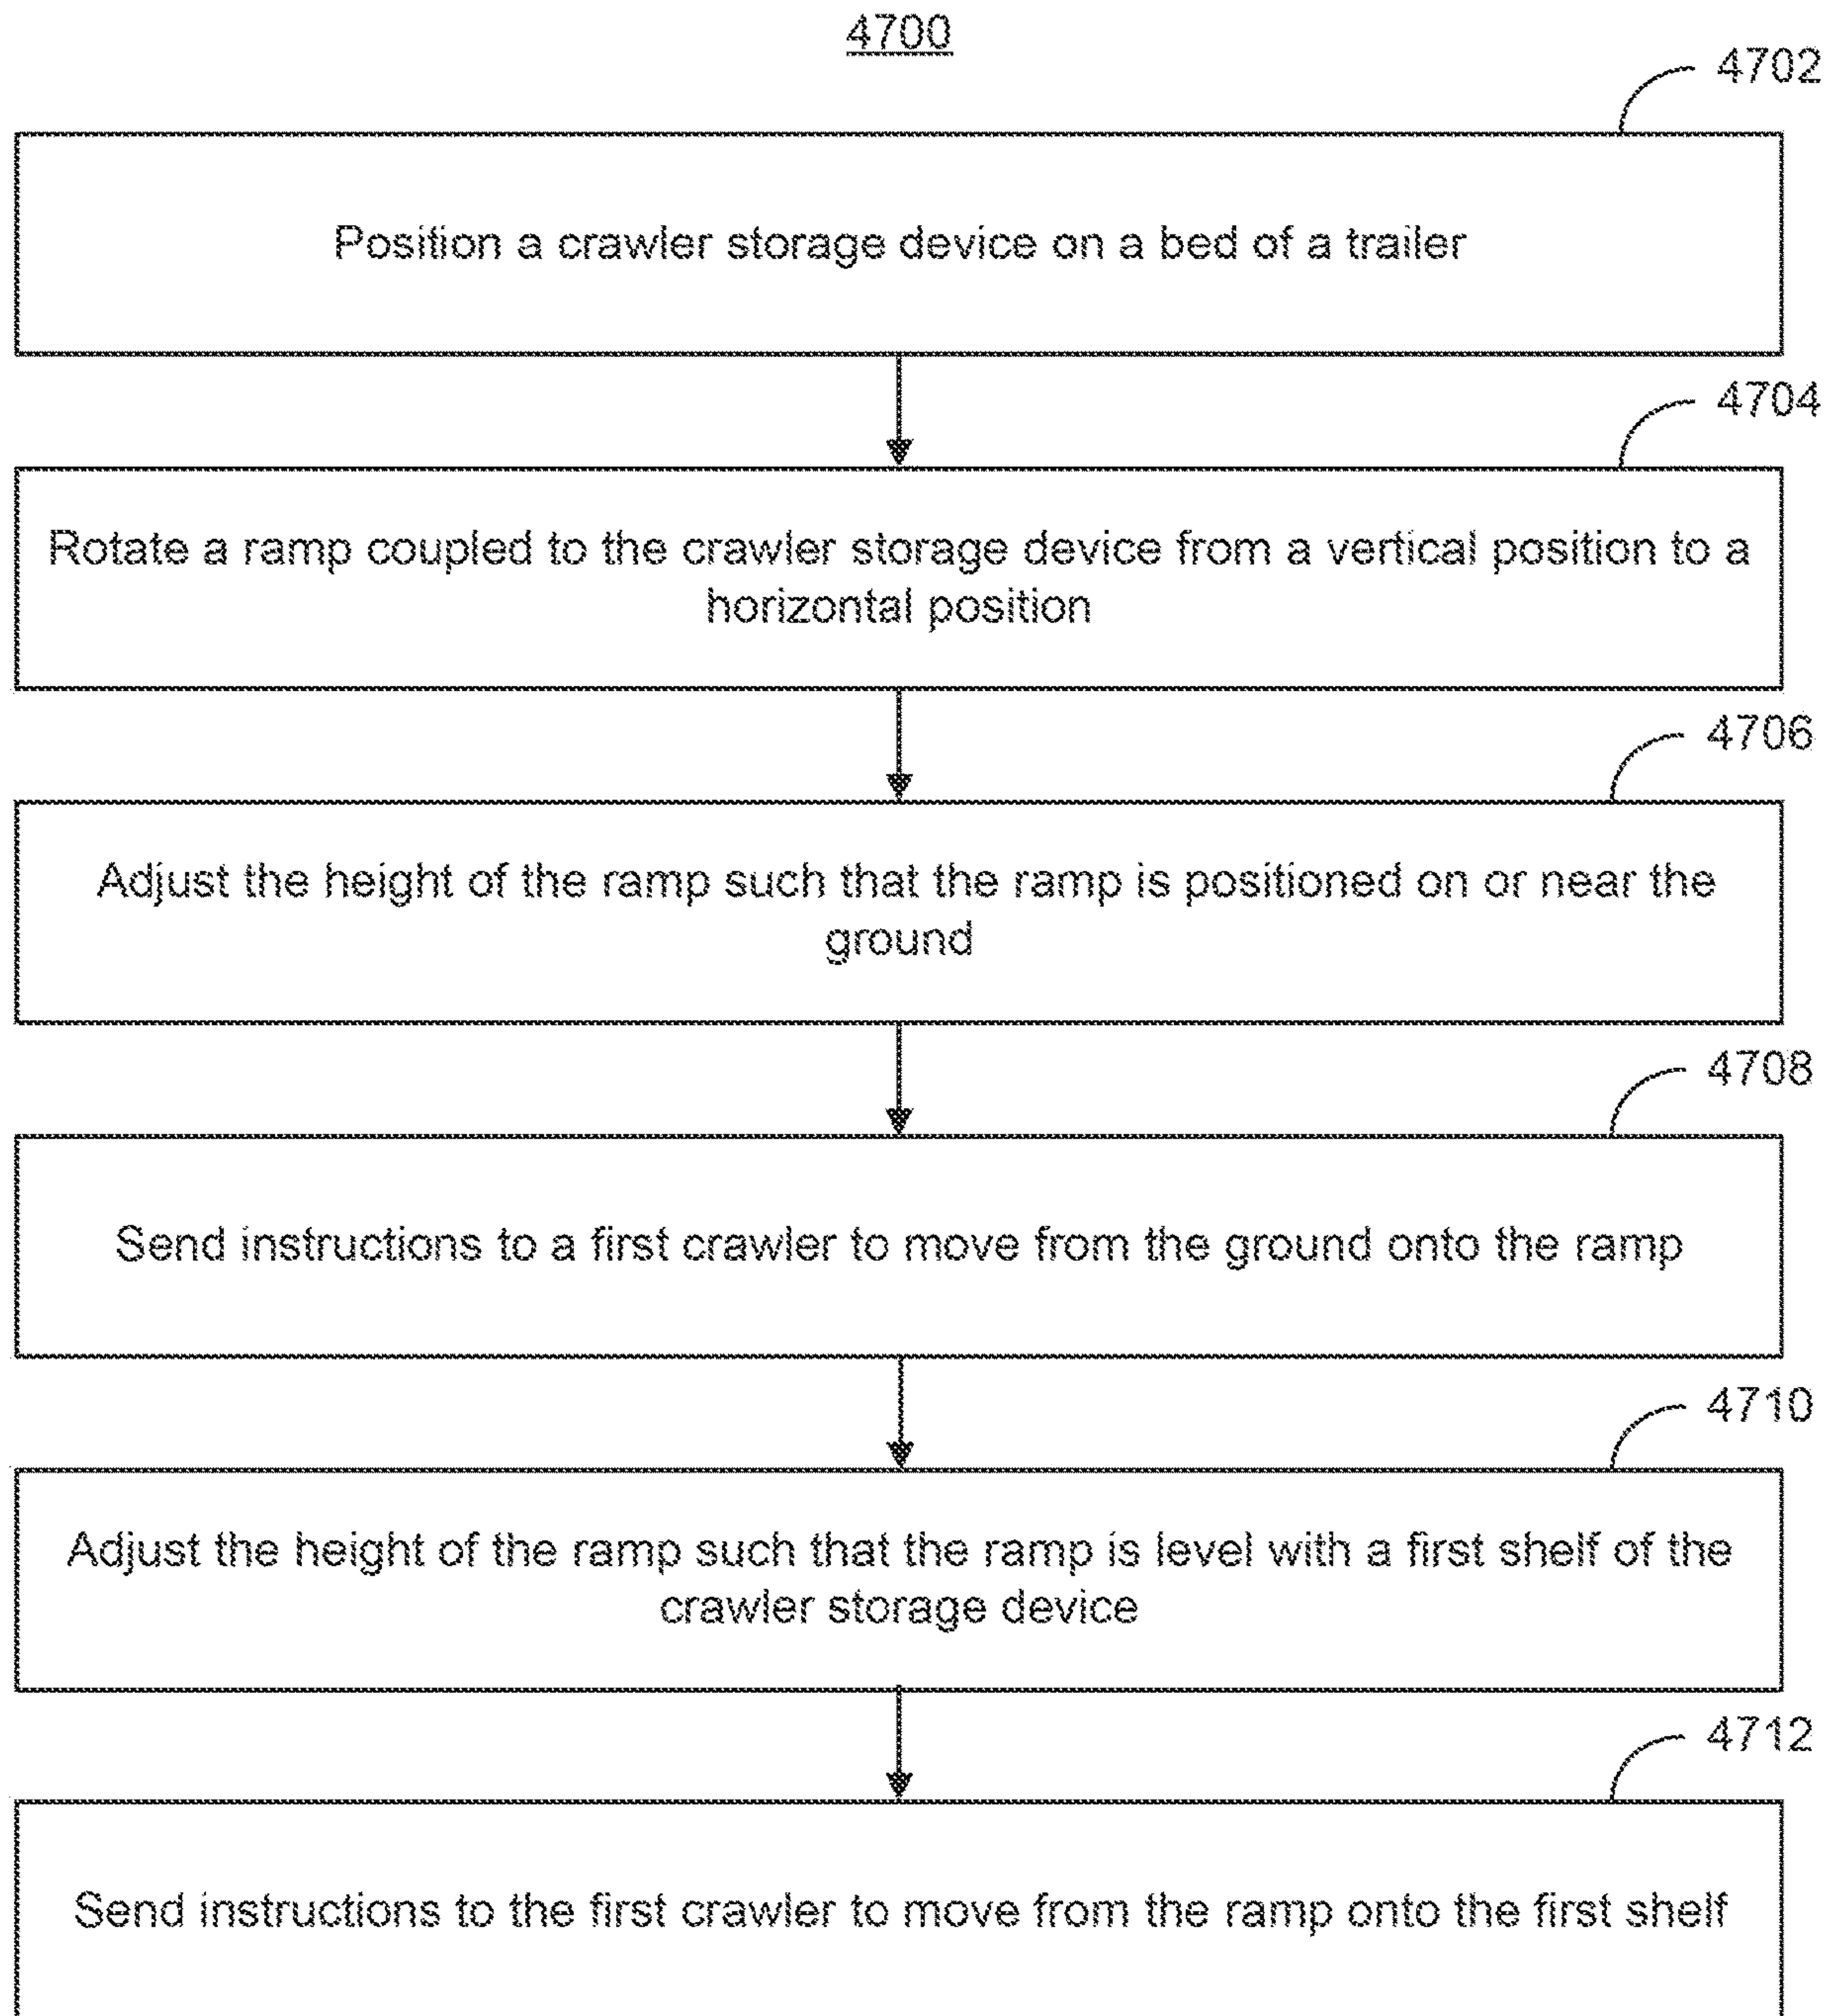 4700
4702
Position a crawler storage device on a bed of a trailer
4704
Rotate a ramp coupled to the crawler storage device from a vertical position to a
horizontal position
4706
Adjust the height of the ramp such that the ramp is positioned on or near the
ground
4708
Send instructions to a first crawler to move from the ground onto the ramp
4710
Adjust the height of the ramp such that the ramp is level with a first shelf of the
crawler storage device
4712
Send instructions to the first crawler to move from the ramp onto the first shelf